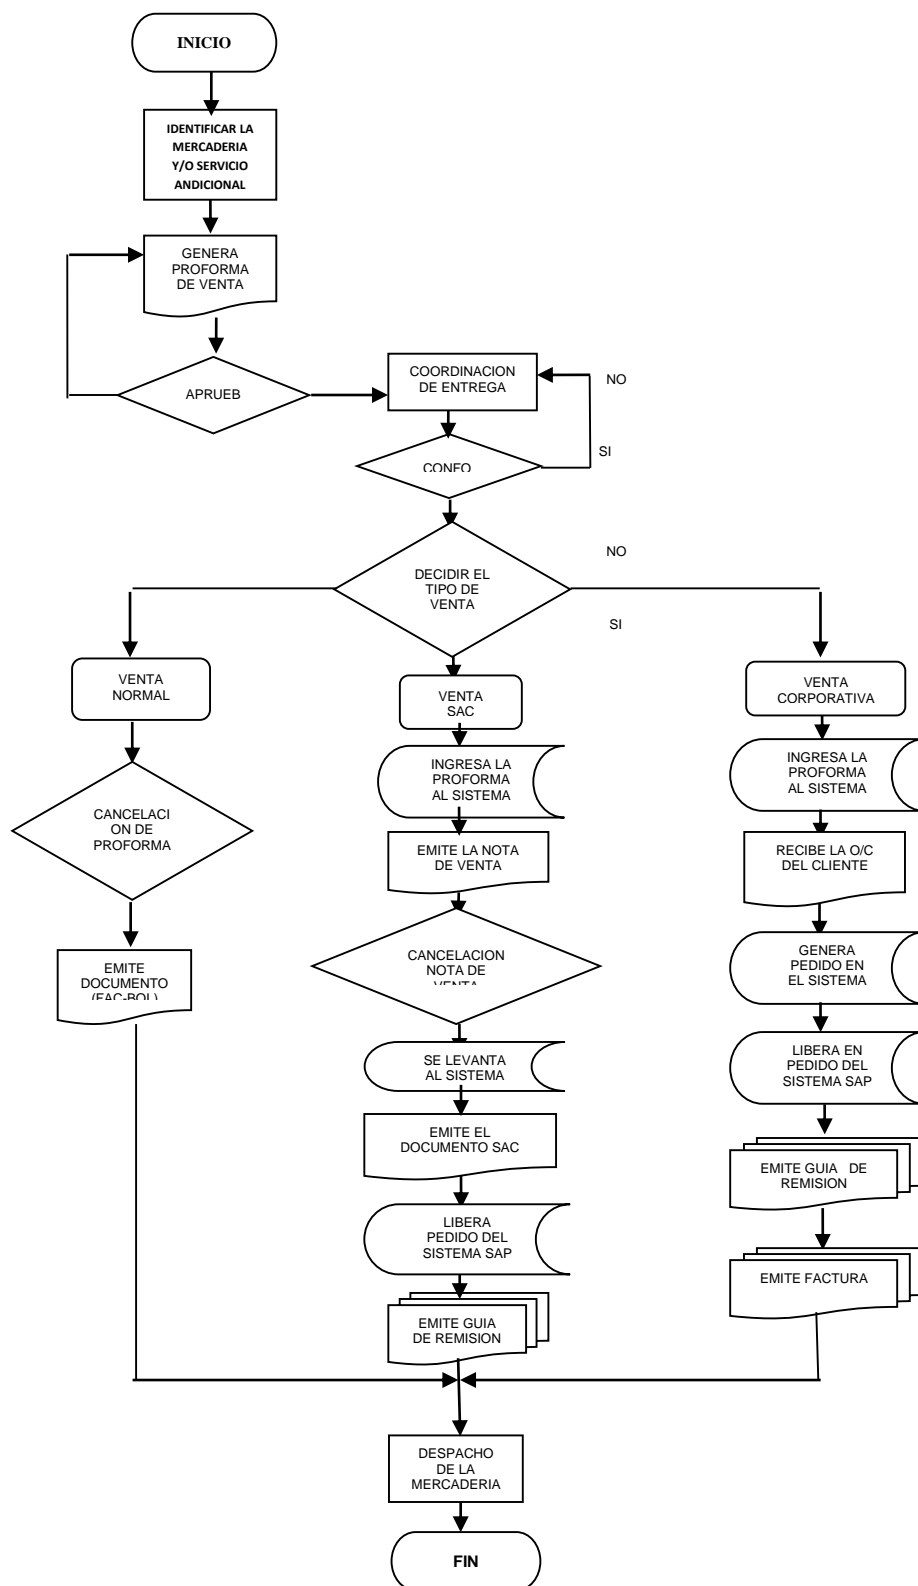 INICIO
IDENTIFICAR LA
MERCADERIA
Y/O SERVICIO
ANDICIONAL
GENERA
PROFORMA
DE VENTA
APRUEB
COORDINACION
DE ENTREGA
NO
SI
CONFO
DECIDIR EL
TIPO DE
VENTA
NO
SI
VENTA
NORMAL
CANCELACI
ON DE
PROFORMA
EMITE
DOCUMENTO
(FAC-BOL)
VENTA
SAC
INGRESA LA
PROFORMA
AL SISTEMA
EMITE LA NOTA
DE VENTA
CANCELACION
NOTA DE
VENTA
SE LEVANTA
AL SISTEMA
EMITE EL
DOCUMENTO SAC
LIBERA
PEDIDO DEL
SISTEMA SAP
EMITE GUIA
DE REMISION
VENTA
CORPORATIVA
INGRESA LA
PROFORMA
AL SISTEMA
RECIBE LA O/C
DEL CLIENTE
GENERA
PEDIDO EN
EL SISTEMA
LIBERA EN
PEDIDO DEL
SISTEMA SAP
EMITE GUIA DE
REMISION
EMITE FACTURA
DESPACHO
DE LA
MERCADERIA
FIN